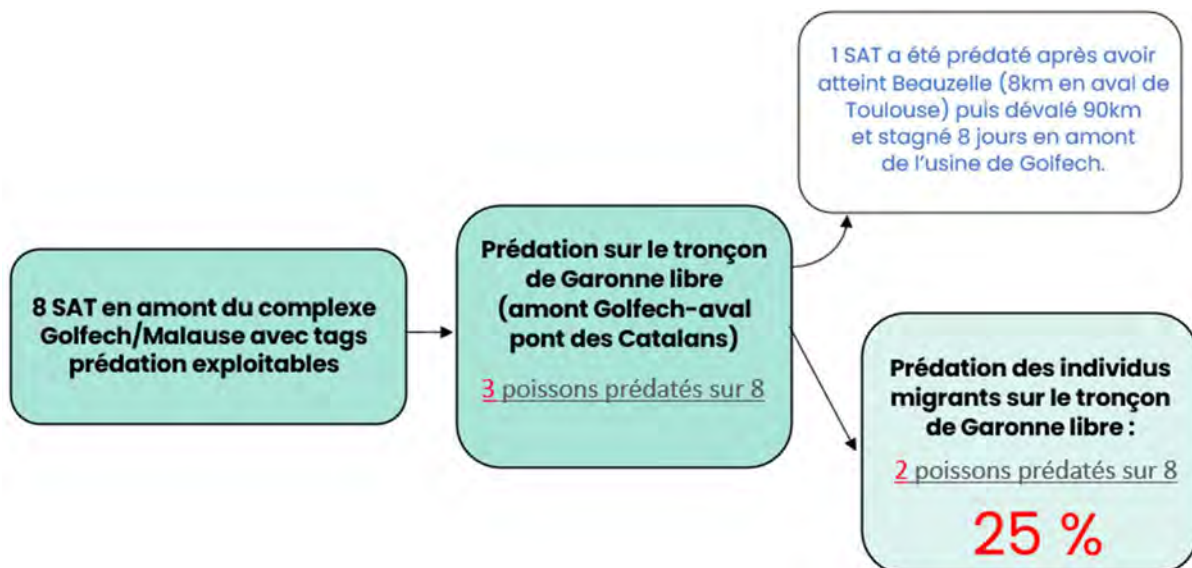 8 SAT en amont du complexe
Golfech/Malause avec tags
prédation exploitables
Prédation sur le tronçon
de Garonne libre
(amont Golfech-aval
pont des Catalans)
3 poissons prédatés sur 8
1 SAT a été prédaté après avoir
atteint Beauzelle (8km en aval de
Toulouse) puis dévalé 90km
et stagné 8 jours en amont
de l'usine de Golfech.
Prédation des individus
migrants sur le tronçon
de Garonne libre :
2 poissons prédatés sur 8
25 %